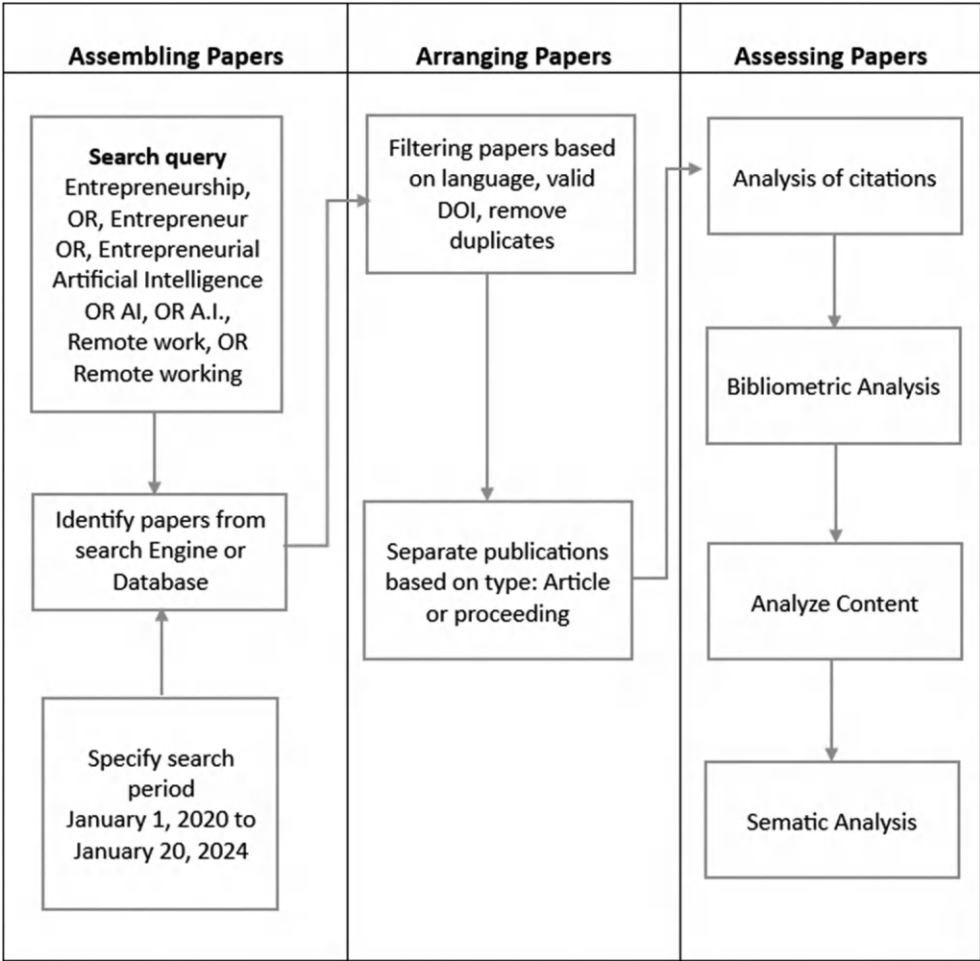 Assembling Papers
Arranging Papers
Assessing Papers
Search query
Entrepreneurship,
OR, Entrepreneur
OR, Entrepreneurial
Artificial Intelligence
OR AI, OR A.I.,
Remote work, OR
Remote working
Identify papers from
search Engine or
Database
Specify search
period
January 1, 2020 to
January 20, 2024
Filtering papers based
on language, valid
DOI, remove
duplicates
Separate publications
based on type: Article
or proceeding
Analysis of citations
Bibliometric Analysis
Analyze Content
Sematic Analysis